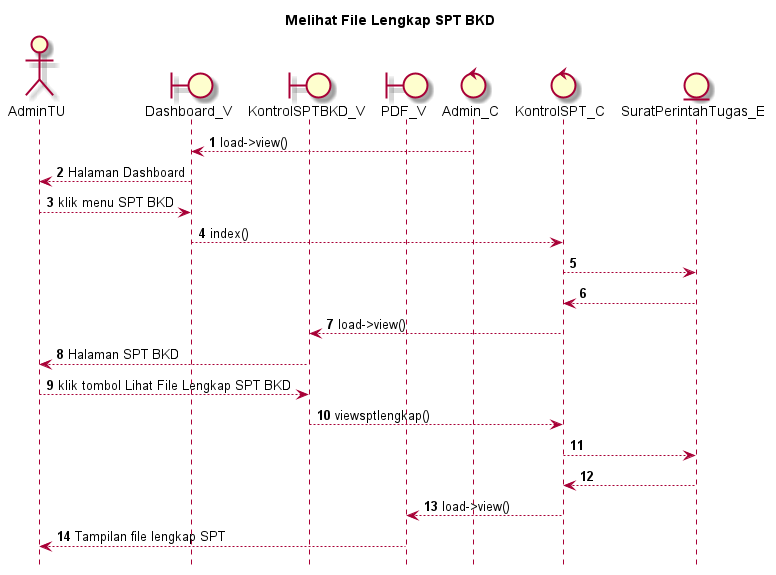 Melihat File Lengkap SPT BKD
AdminTU
Dashboard_V
KontrolSPTBKD_V
PDF_V
Admin_C
KontrolSPT_C
SuratPerintahTugas_E
1 load->view()
2 Halaman Dashboard
3 klik menu SPT BKD
4 index()
5
6
7 load->view()
8 Halaman SPT BKD
9 klik tombol Lihat File Lengkap SPT BKD
10 viewsptlengkap()
11
12
13 load->view()
14 Tampilan file lengkap SPT